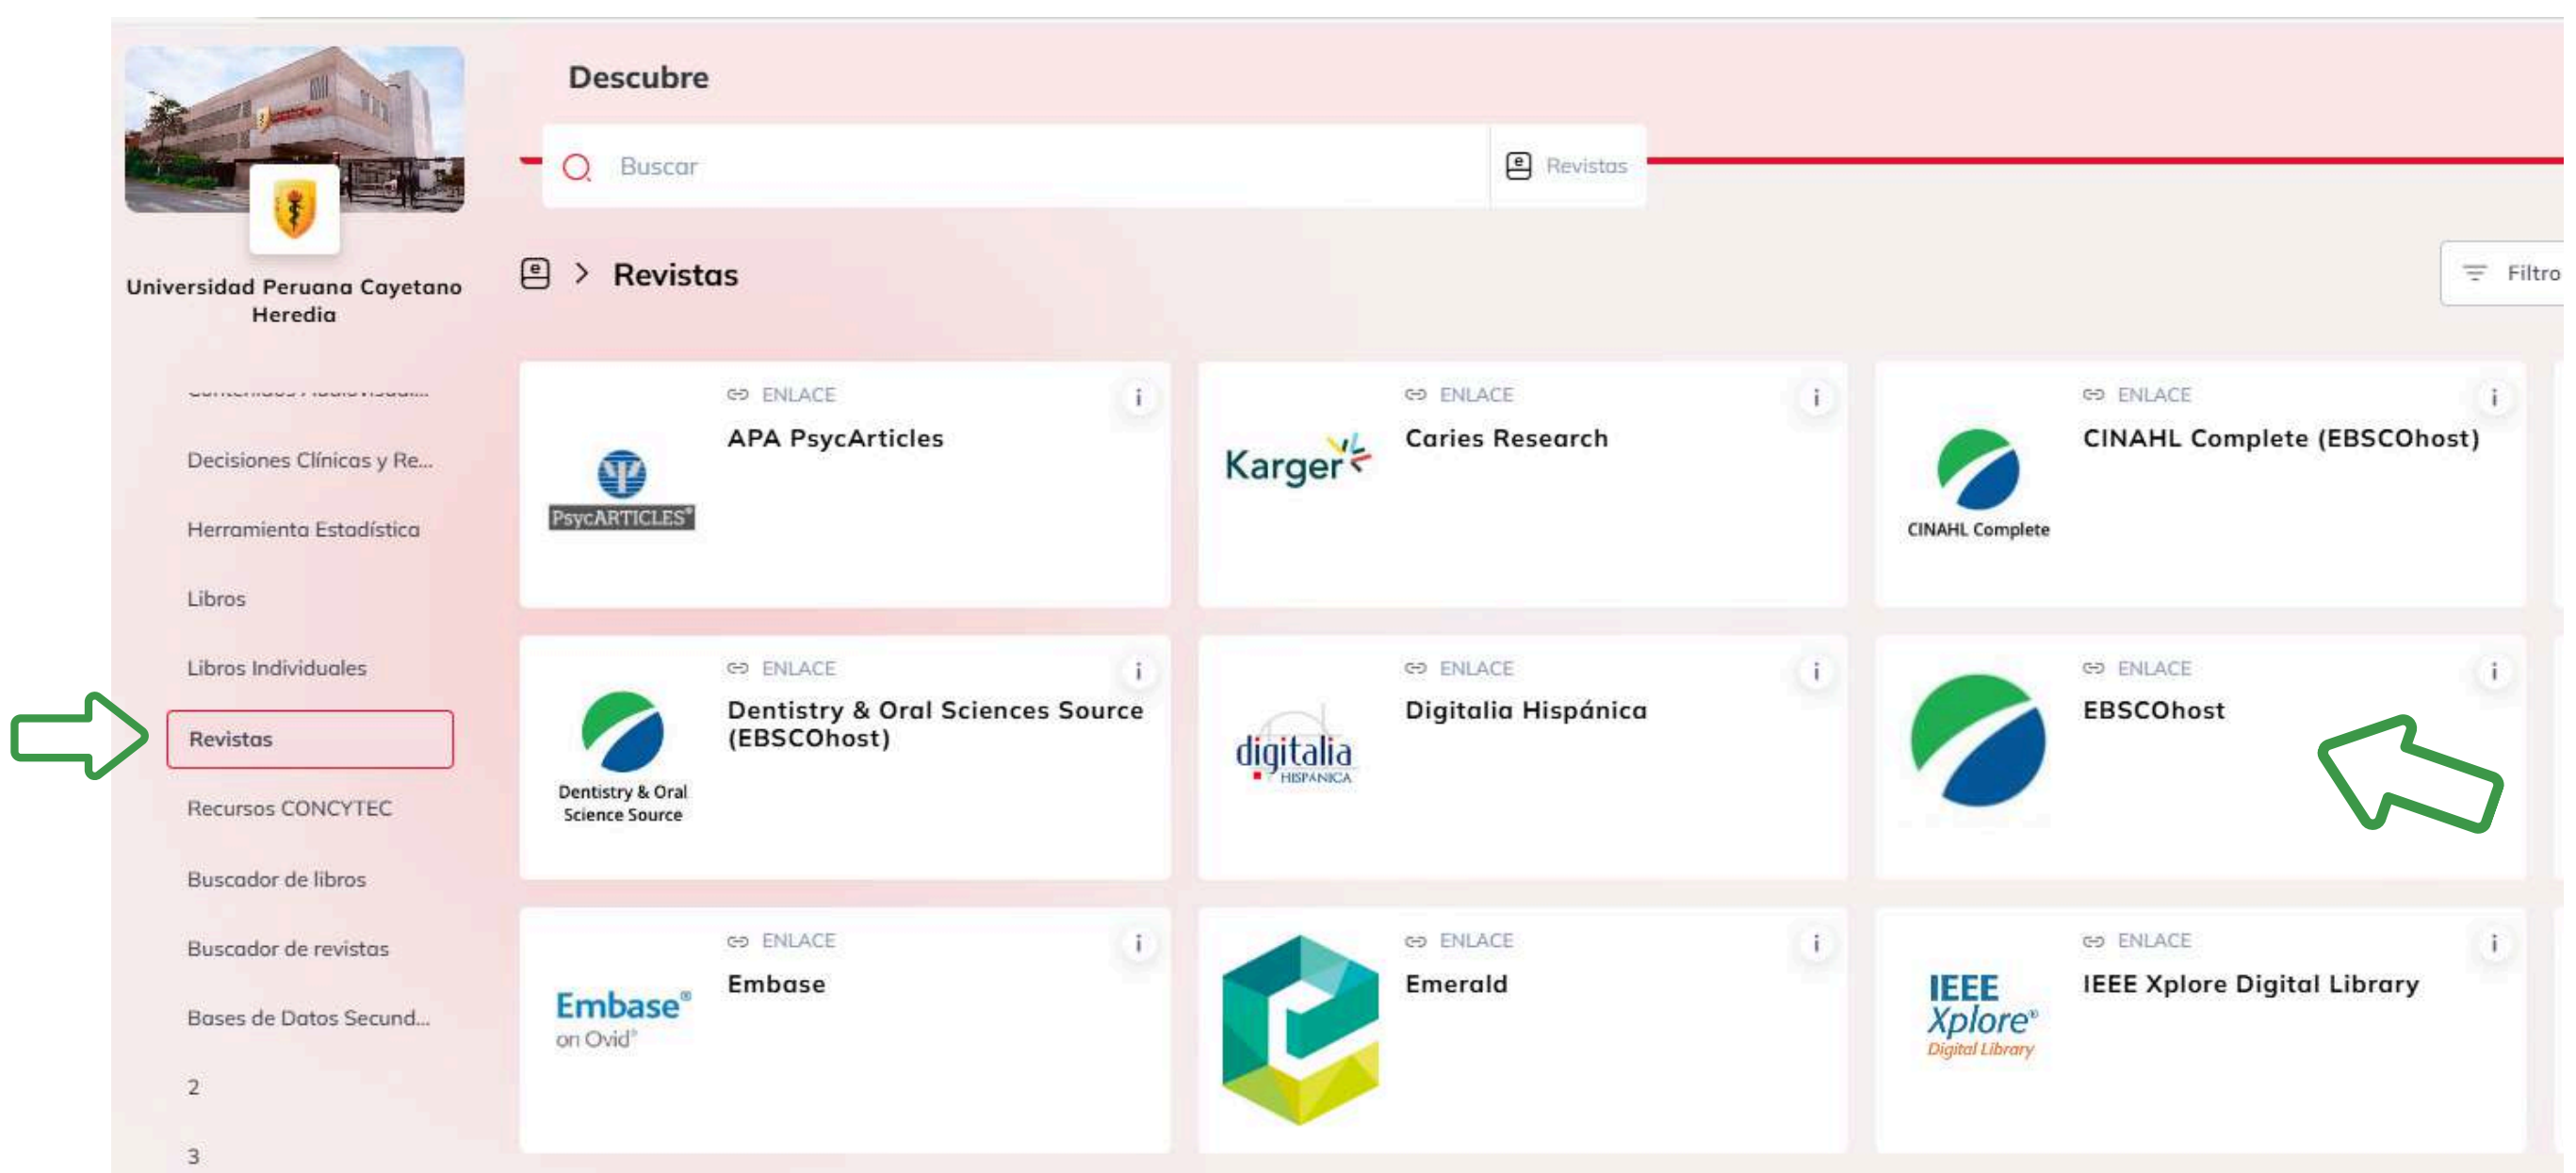 Descubre
Buscar
Revistas
Universidad Peruana Cayetano
Heredia
> Revistas
Filtro
Decisiones Clínicas y Re...
Herramienta Estadística
Libros
Libros Individuales
Revistas
Recursos CONCYTEC
Buscador de libros
Buscador de revistas
Bases de Datos Secund...
2
3
ENLACE
APA PsycArticles
PsycARTICLES®
ENLACE
Caries Research
Karger
ENLACE
CINAHL Complete (EBSCOhost)
CINAHL Complete
ENLACE
Dentistry & Oral Sciences Source
(EBSCOhost)
Dentistry & Oral
Science Source
ENLACE
Digitalia Hispánica
digitalia
HISPÁNICA
ENLACE
EBSCOhost
ENLACE
Embase
Embase®
on Ovid®
ENLACE
Emerald
ENLACE
IEEE Xplore Digital Library
IEEE
Xplore®
Digital Library